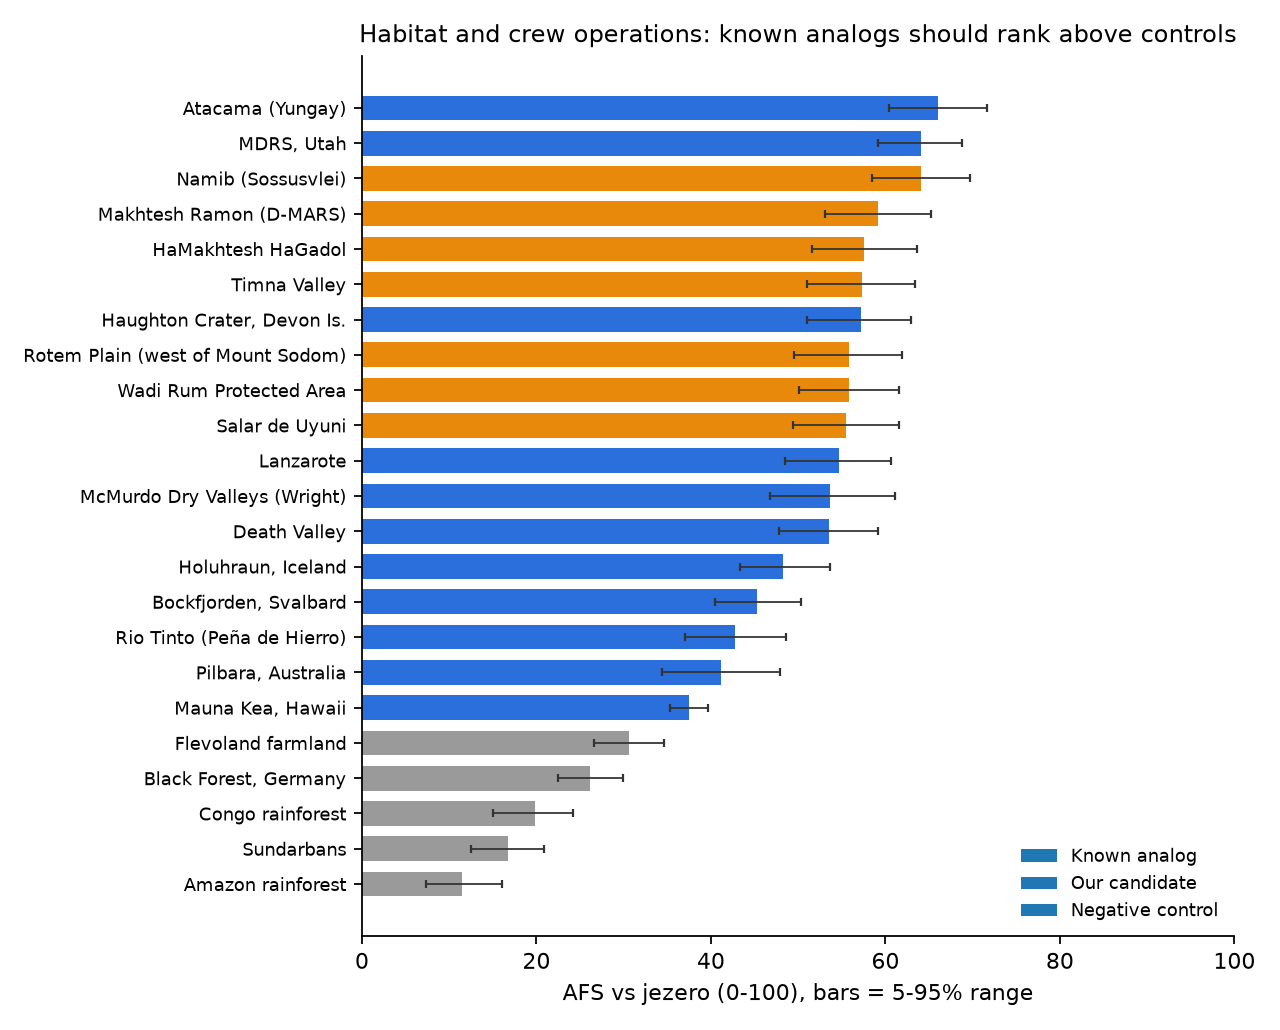 Habitat and crew operations: known analogs should rank above controls
Atacama (Yungay)
MDRS, Utah
Namib (Sossusvlei)
Makhtesh Ramon (D-MARS)
HaMakhtesh HaGadol
Timna Valley
Haughton Crater, Devon Is.
Rotem Plain (west of Mount Sodom)
Wadi Rum Protected Area
Salar de Uyuni
Lanzarote
McMurdo Dry Valleys (Wright)
Death Valley
Holuhraun, Iceland
Bockfjorden, Svalbard
Rio Tinto (Peña de Hierro)
Pilbara, Australia
Mauna Kea, Hawaii
Flevoland farmland
Black Forest, Germany
Congo rainforest
Sundarbans
Amazon rainforest
Known analog
Our candidate
Negative control
0 20 40 60 80 100
AFS vs jezero (0-100), bars = 5-95% range